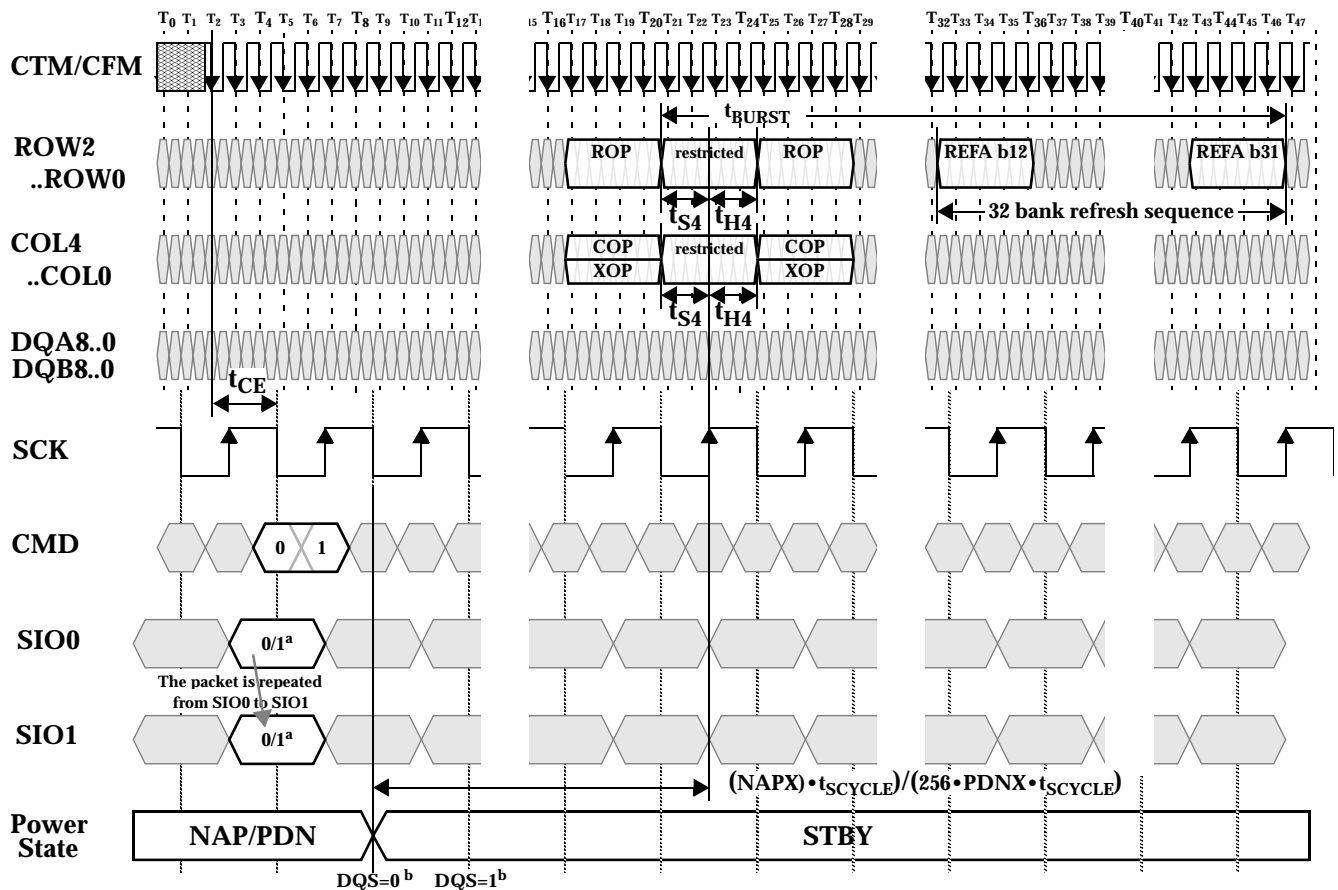 T0 T1 T2 T3 T4 T5 T6 T7 T8 T9 T10 T11 T12 T1 15 T16 T17 T18 T19 T20 T21 T22 T23 T24 T25 T26 T27 T28 T29 T32 T33 T34 T35 T36 T37 T38 T39 T40 T41 T42 T43 T44 T45 T46 T47
CTM/CFM
tBURST
ROW2
..ROW0
ROP restricted ROP REFA b12 REFA b31
tS4 tH4
32 bank refresh sequence
COL4
..COL0
COP restricted COP
XOP XOP
tS4 tH4
DQA8..0
DQB8..0
tCE
SCK
CMD 0 1
SIO0 0/1a
The packet is repeated
from SIO0 to SIO1
SIO1 0/1a
(NAPX)•tSCYCLE)/(256•PDNX•tSCYCLE)
Power
State
NAP/PDN STBY
DQS=0 b DQS=1b